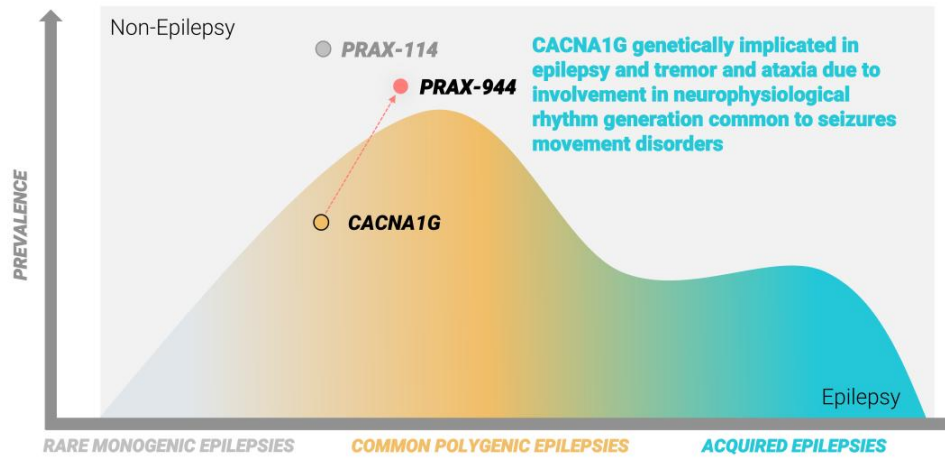 Non-Epilepsy
PRAX-114
PRAX-944
CACNA1G genetically implicated in
epilepsy and tremor and ataxia due to
involvement in neurophysiological
rhythm generation common to seizures
movement disorders
PREVALENCE
CACNA1G
Epilepsy
RARE MONOGENIC EPILEPSIES
COMMON POLYGENIC EPILEPSIES
ACQUIRED EPILEPSIES